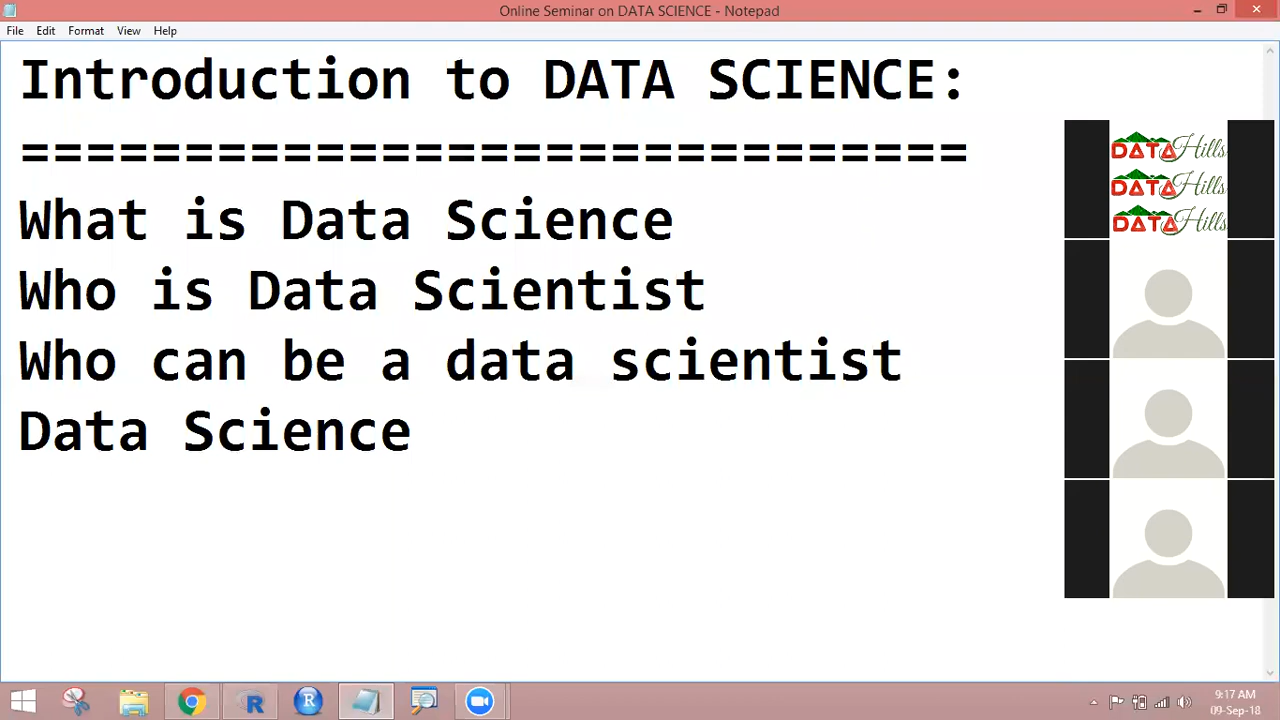 Online Seminar on DATA SCIENCE - Notepad
File Edit Format View Help
Introduction to DATA SCIENCE:
=============================
What is Data Science
Who is Data Scientist
Who can be a data scientist
Data Science
DATA Hills
DATA Hills
DATA Hills
9:17 AM
09-Sep-18